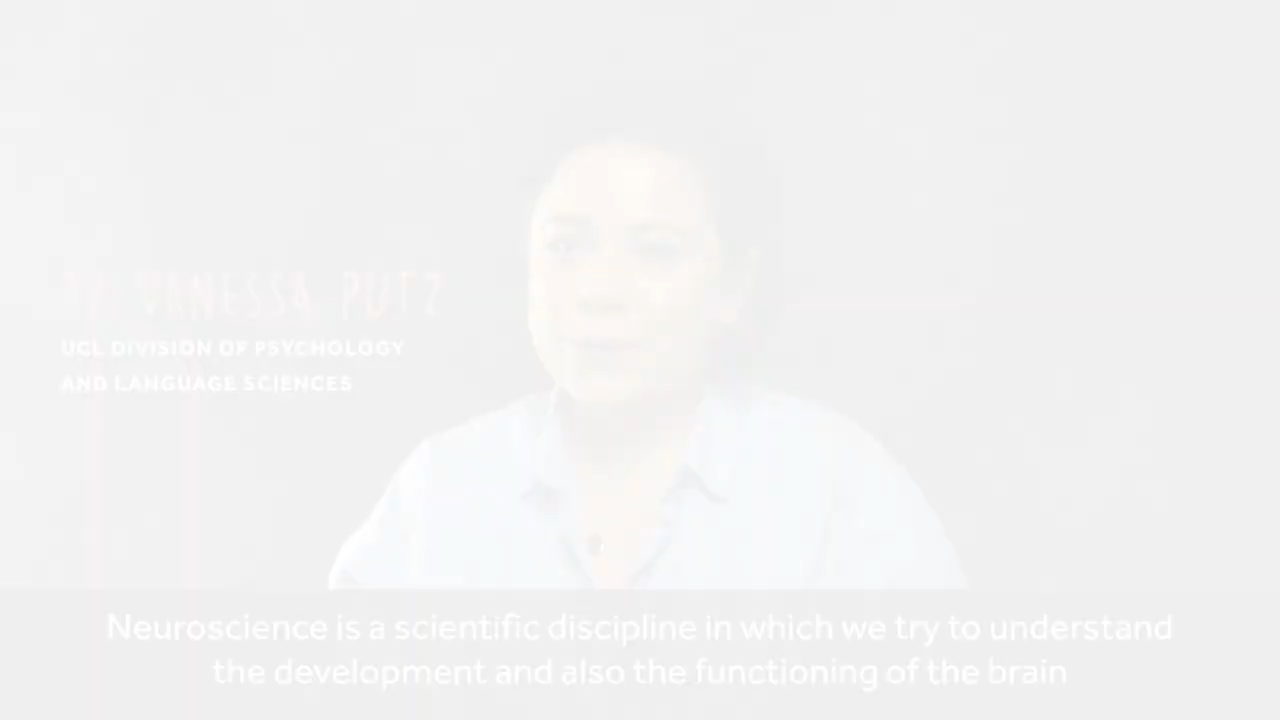 DR VANESSA PUTZ
UCL DIVISION OF PSYCHOLOGY
AND LANGUAGE SCIENCES
Neuroscience is a scientific discipline in which we try to understand
the development and also the functioning of the brain